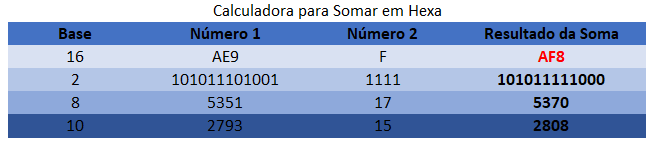 Calculadora para Somar em Hexa
Base Número 1 Número 2 Resultado da Soma
16 AE9 F AF8
2 101011101001 1111 101011111000
8 5351 17 5370
10 2793 15 2808